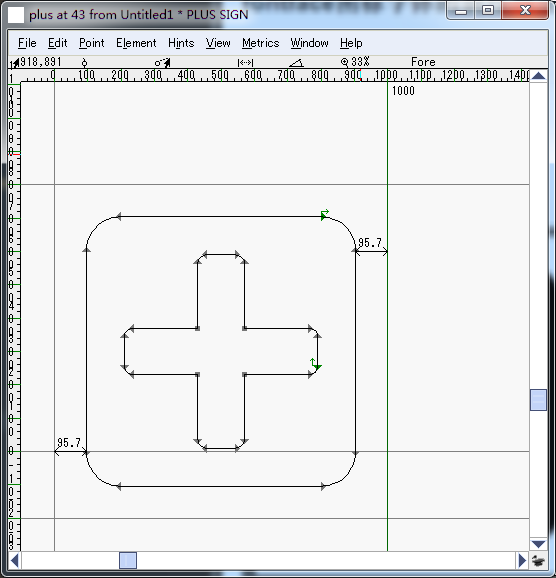 plus at 43 from Untitled1 * PLUS SIGN
File Edit Point Element Hints View Metrics Window Help
918,891 33% Fore
0 100 200 300 400 500 600 700 800 900 1000 1100 1200 1300 1400
1000
95.7
95.7